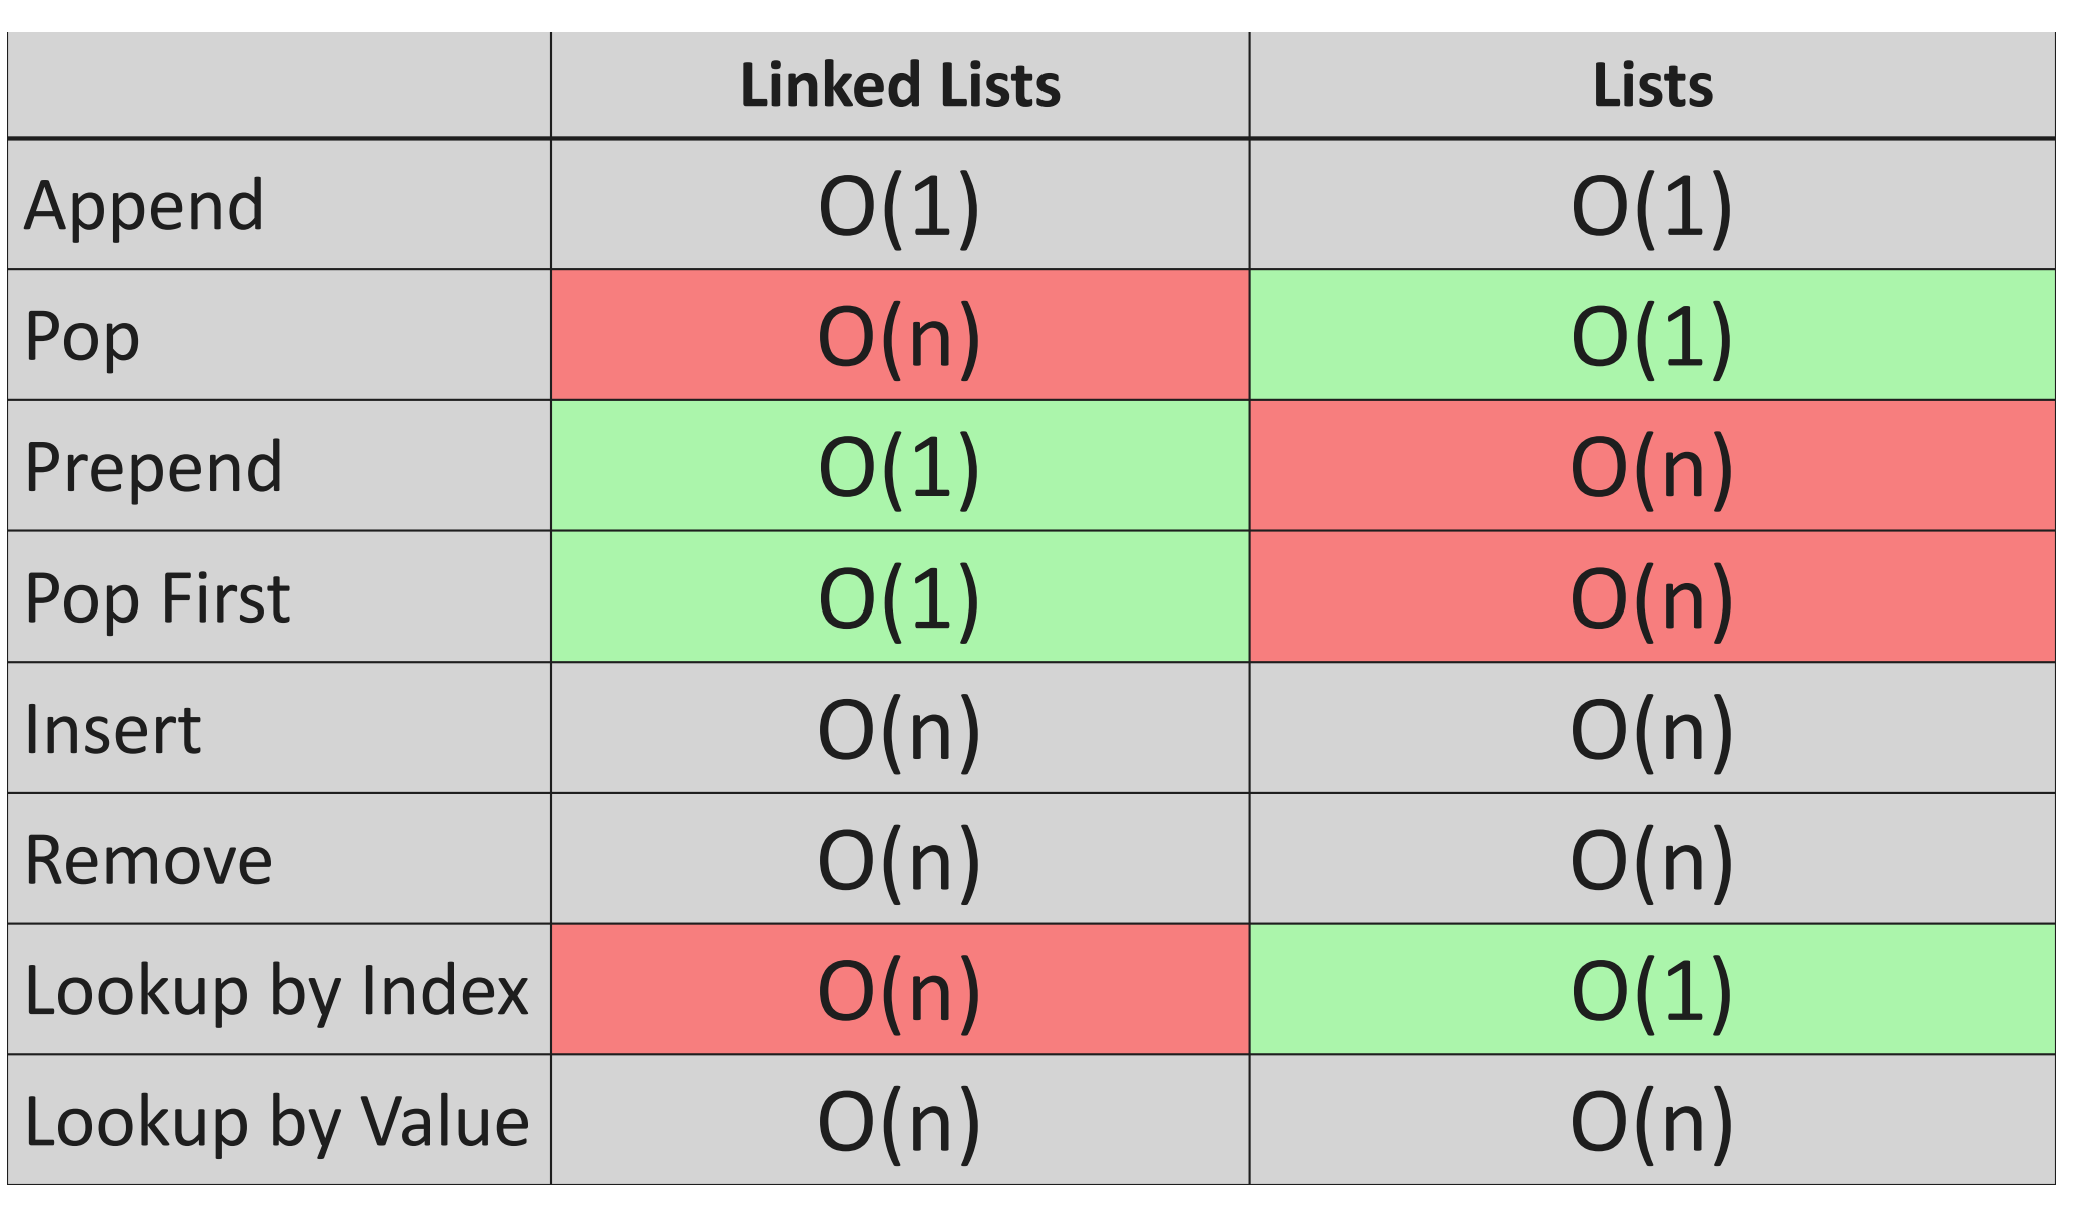 Linked Lists Lists
Append O(1) O(1)
Pop O(n) O(1)
Prepend O(1) O(n)
Pop First O(1) O(n)
Insert O(n) O(n)
Remove O(n) O(n)
Lookup by Index O(n) O(1)
Lookup by Value O(n) O(n)